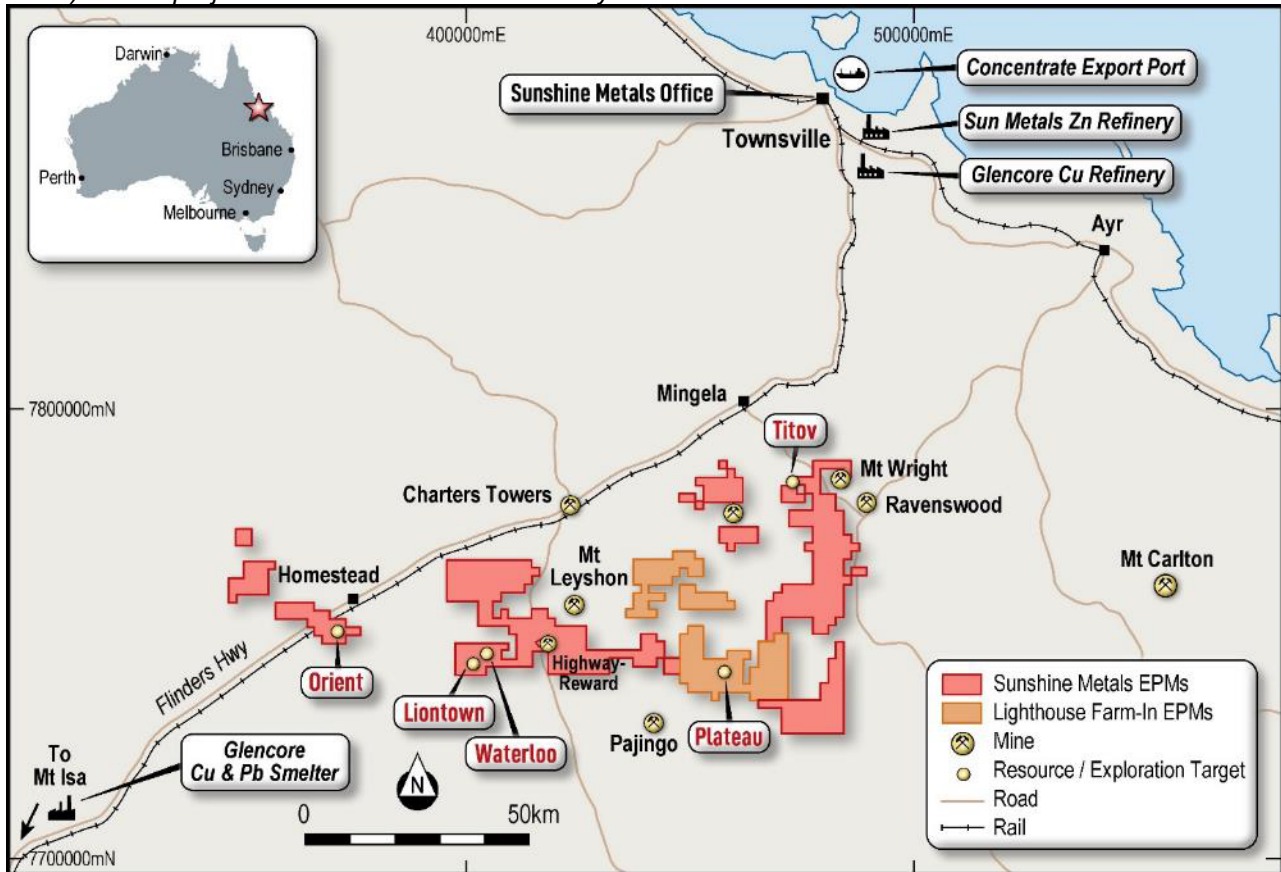 400000mE
500000mE
Darwin
Brisbane
Perth
Sydney
Melbourne
Concentrate Export Port
Sunshine Metals Office
Townsville
Sun Metals Zn Refinery
Glencore Cu Refinery
Ayr
Mingela
7800000mN
Titov
Mt Wright
Ravenswood
Charters Towers
Mt Carlton
Homestead
Mt
Leyshon
Orient
Flinders Hwy
Highway-
Reward
Liontown
Waterloo
Pajingo
Plateau
To
Mt Isa
Glencore
Cu & Pb Smelter
N
0
50km
7700000mN
Sunshine Metals EPMs
Lighthouse Farm-In EPMs
Mine
Resource / Exploration Target
Road
Rail